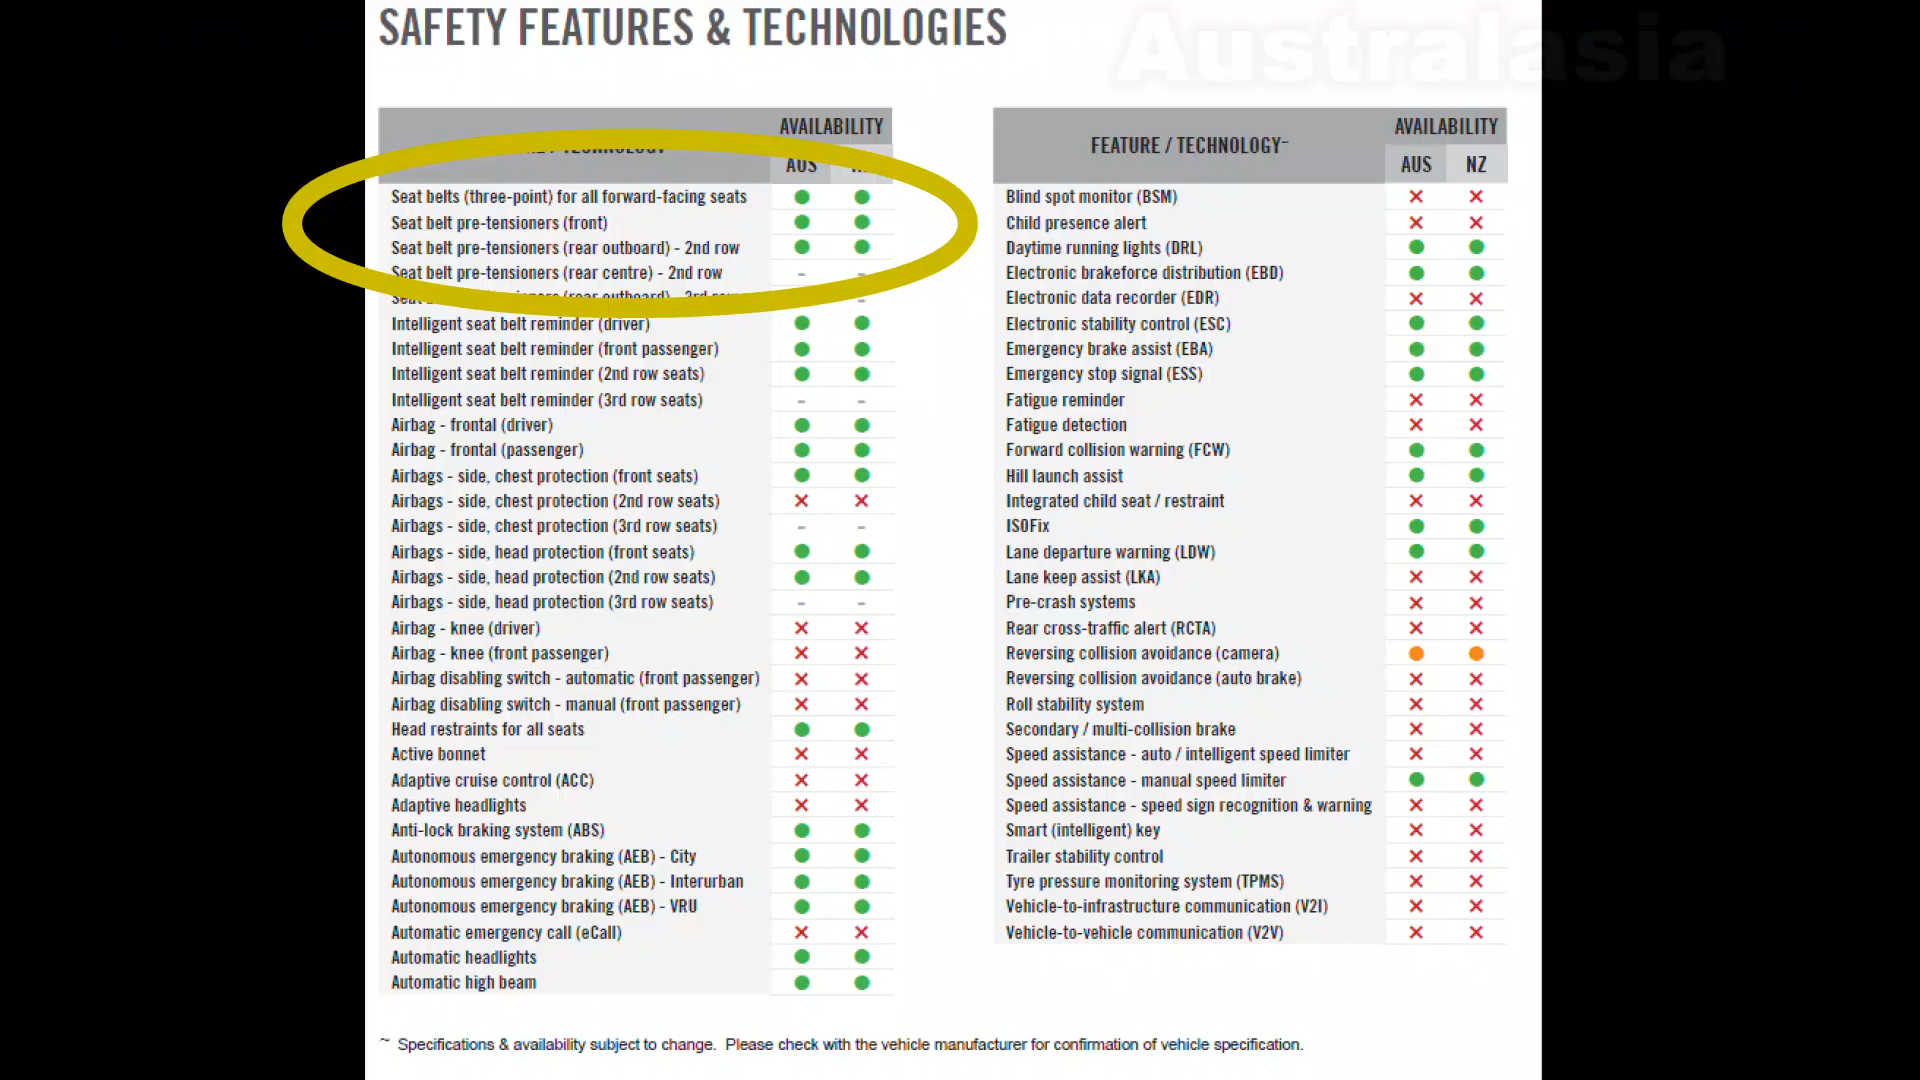 SAFETY FEATURES & TECHNOLOGIES
Australasia
AVAILABILITY
AUS
Seat belts (three-point) for all forward-facing seats
Seat belt pre-tensioners (front)
Seat belt pre-tensioners (rear outboard) - 2nd row
Seat belt pre-tensioners (rear centre) - 2nd row -
Intelligent seat belt reminder (driver)
Intelligent seat belt reminder (front passenger)
Intelligent seat belt reminder (2nd row seats)
Intelligent seat belt reminder (3rd row seats) - -
Airbag - frontal (driver)
Airbag - frontal (passenger)
Airbags - side, chest protection (front seats)
Airbags - side, chest protection (2nd row seats)
Airbags - side, chest protection (3rd row seats) - -
Airbags - side, head protection (front seats)
Airbags - side, head protection (2nd row seats)
Airbags - side, head protection (3rd row seats) - -
Airbag - knee (driver)
Airbag - knee (front passenger)
Airbag disabling switch - automatic (front passenger)
Airbag disabling switch - manual (front passenger)
Head restraints for all seats
Active bonnet
Adaptive cruise control (ACC)
Adaptive headlights
Anti-lock braking system (ABS)
Autonomous emergency braking (AEB) - City
Autonomous emergency braking (AEB) - Interurban
Autonomous emergency braking (AEB) - VRU
Automatic emergency call (eCall)
Automatic headlights
Automatic high beam
FEATURE / TECHNOLOGY~
AVAILABILITY
AUS NZ
Blind spot monitor (BSM)
Child presence alert
Daytime running lights (DRL)
Electronic brakeforce distribution (EBD)
Electronic data recorder (EDR)
Electronic stability control (ESC)
Emergency brake assist (EBA)
Emergency stop signal (ESS)
Fatigue reminder
Fatigue detection
Forward collision warning (FCW)
Hill launch assist
Integrated child seat / restraint
ISOFix
Lane departure warning (LDW)
Lane keep assist (LKA)
Pre-crash systems
Rear cross-traffic alert (RCTA)
Reversing collision avoidance (camera)
Reversing collision avoidance (auto brake)
Roll stability system
Secondary / multi-collision brake
Speed assistance - auto / intelligent speed limiter
Speed assistance - manual speed limiter
Speed assistance - speed sign recognition & warning
Smart (intelligent) key
Trailer stability control
Tyre pressure monitoring system (TPMS)
Vehicle-to-infrastructure communication (V2I)
Vehicle-to-vehicle communication (V2V)
~ Specifications & availability subject to change. Please check with the vehicle manufacturer for confirmation of vehicle specification.